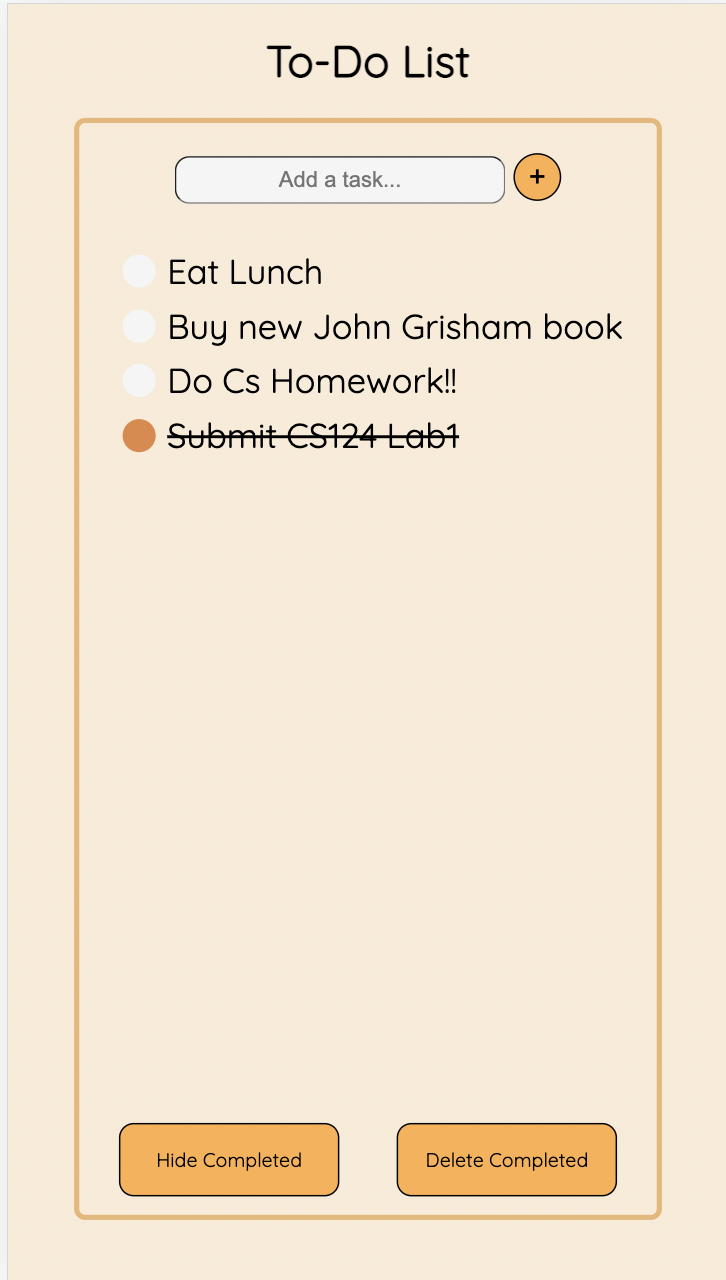 To-Do List
Add a task...
+
Eat Lunch
Buy new John Grisham book
Do Cs Homework!!
Submit CS124 Lab1
Hide Completed
Delete Completed